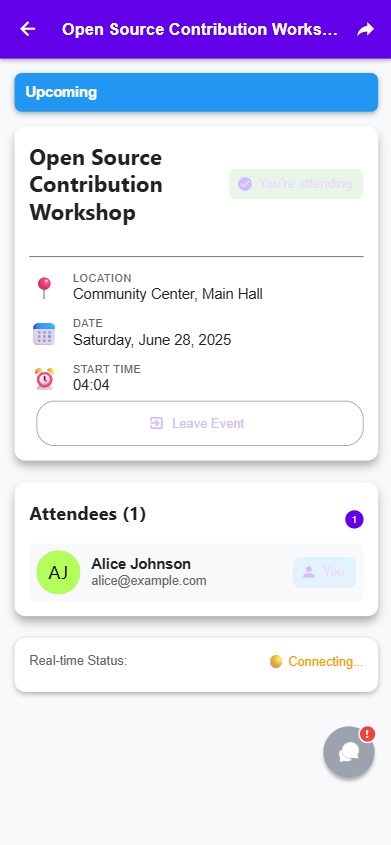 Open Source Contribution Works...
Upcoming
Open Source
Contribution
Workshop
You're attending
LOCATION
Community Center, Main Hall
DATE
Saturday, June 28, 2025
START TIME
04:04
Leave Event
Attendees (1)
1
AJ
Alice Johnson
alice@example.com
You
Real-time Status:
Connecting...
!